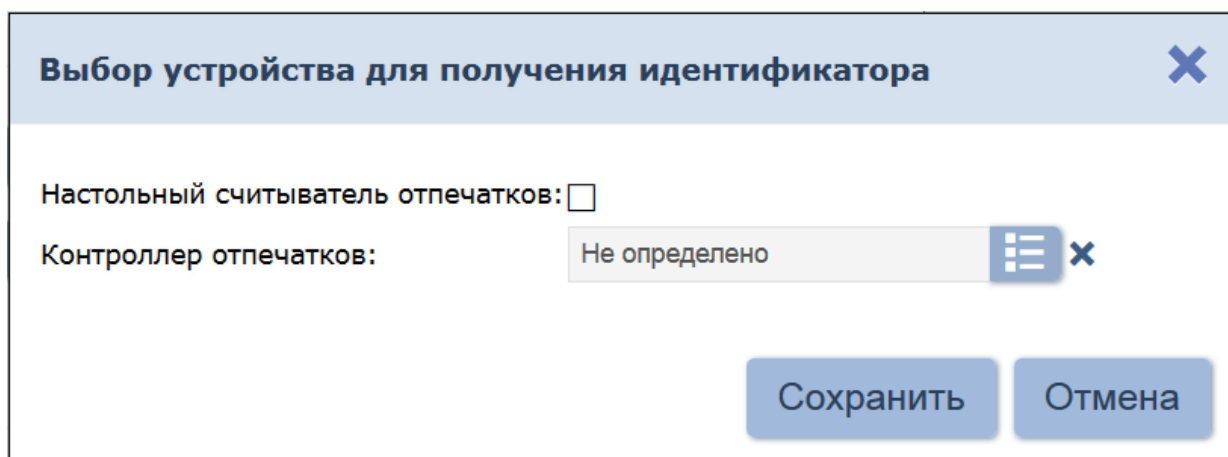 Выбор устройства для получения идентификатора
Настольный считыватель отпечатков:
Контроллер отпечатков: Не определено
Сохранить Отмена